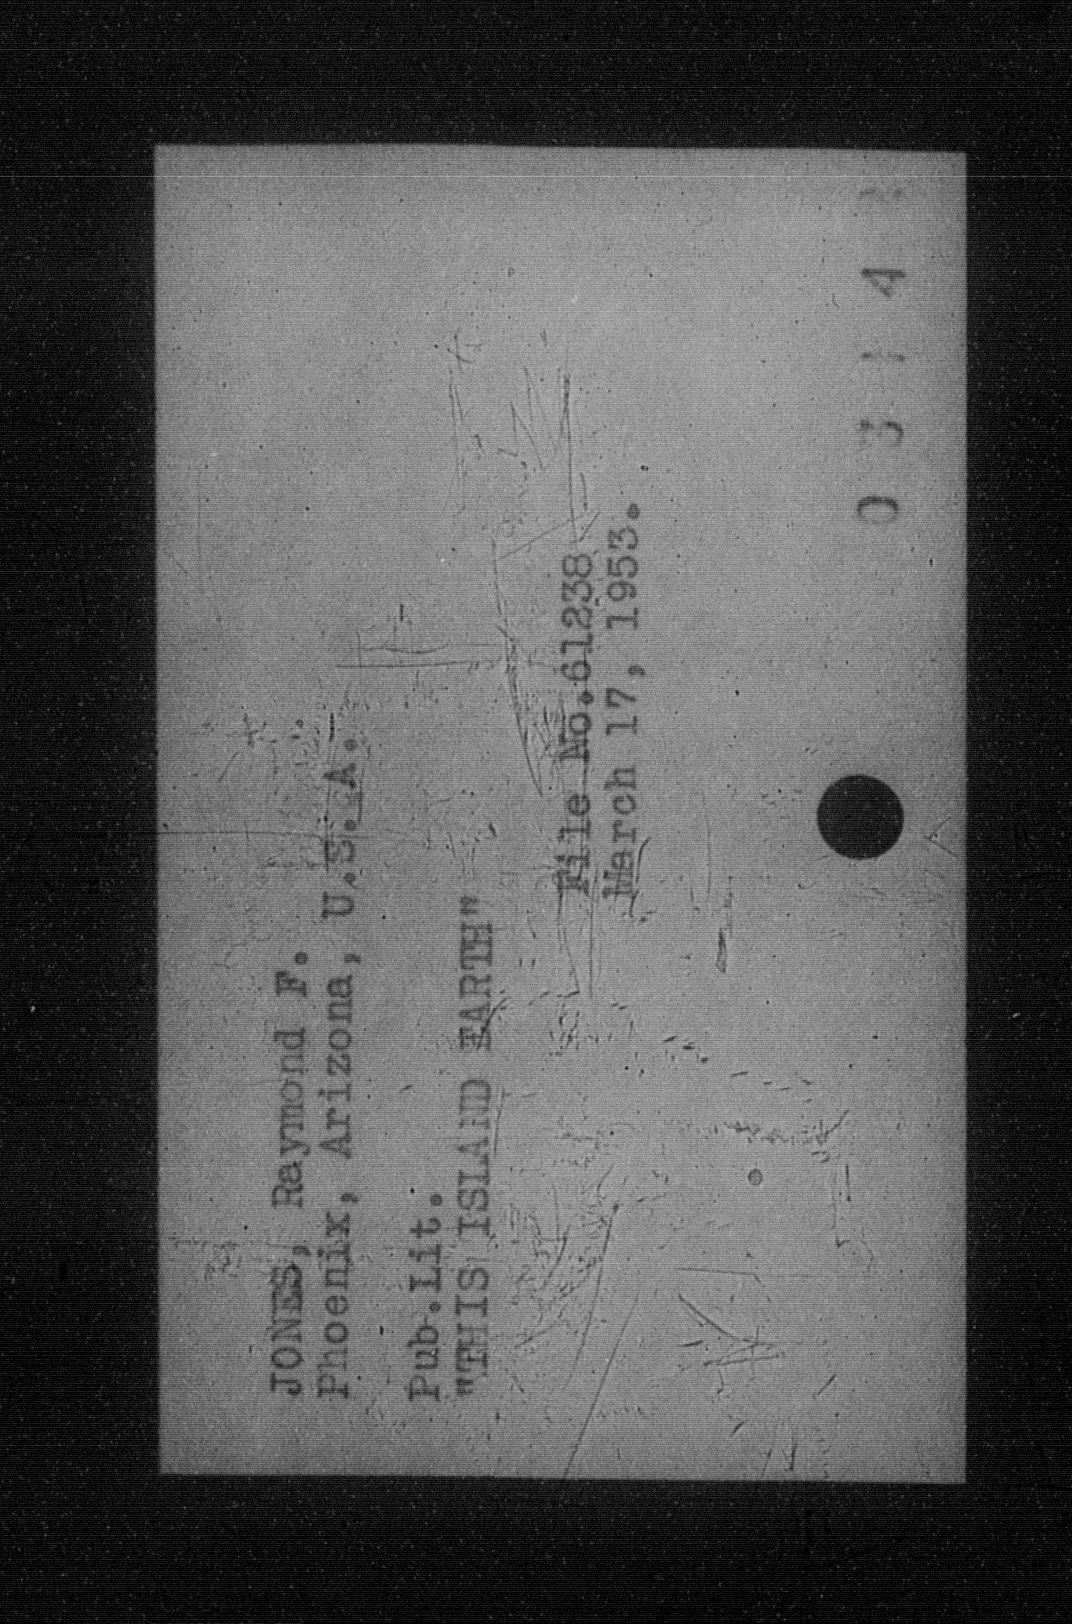 JONES, Raymond F.
Phoenix, Arizona, U.S.A.
Pub.Lit.
"THIS ISLAND EARTH"
File No.61238
March 17, 1953.